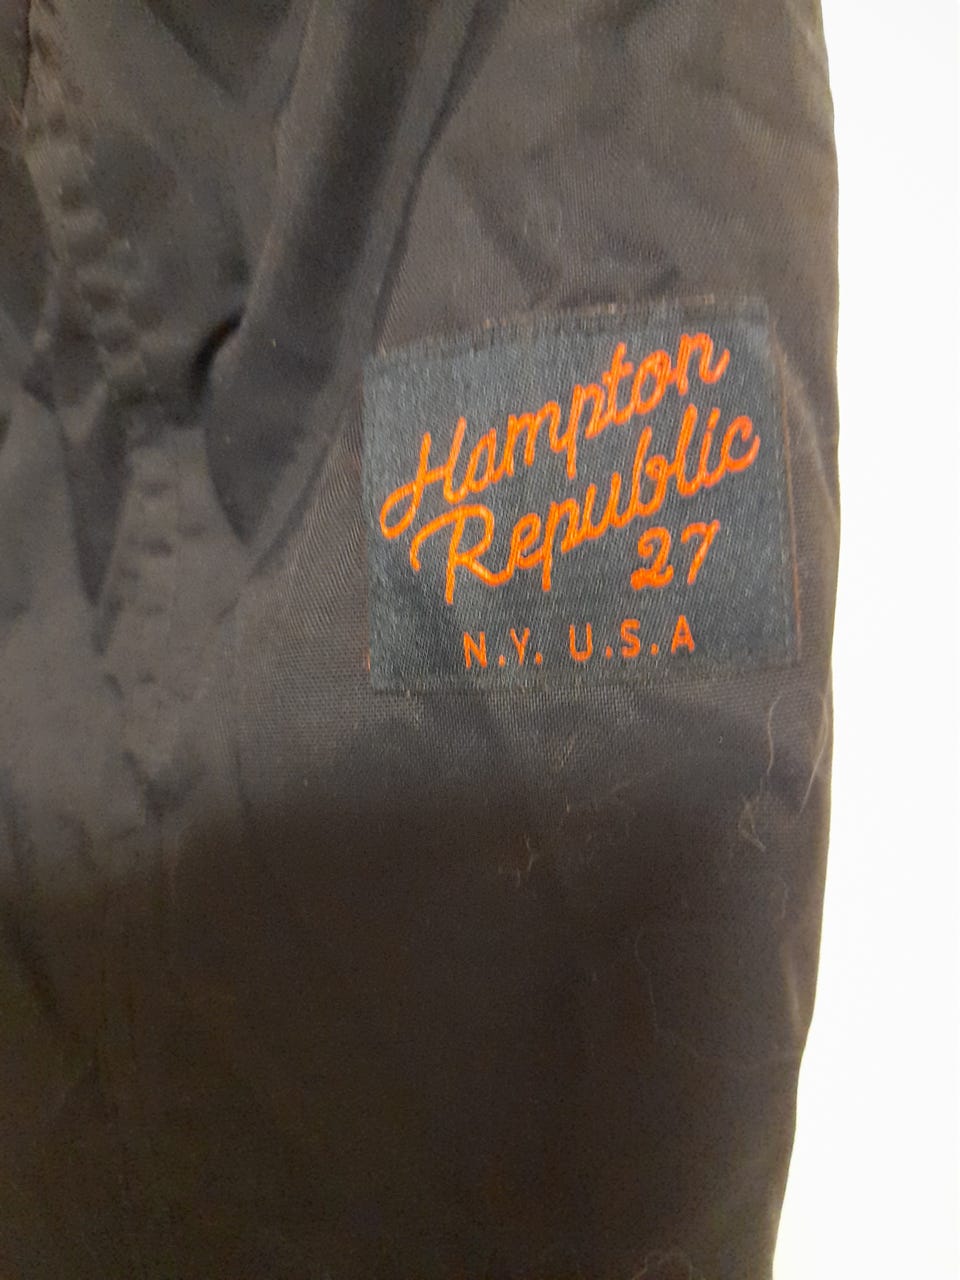 Hampton
Republic
27
N.Y. U.S.A